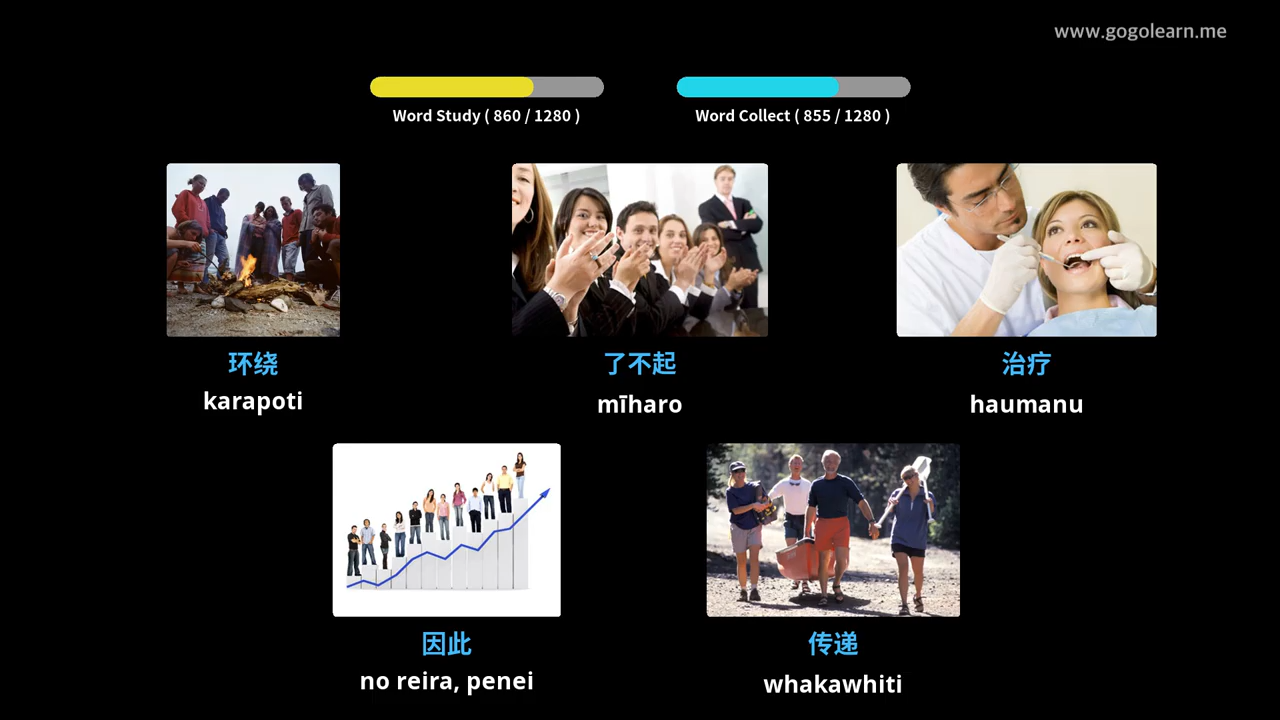 www.gogolearn.me
Word Study ( 860 / 1280 )
Word Collect ( 855 / 1280 )
环绕
karapoti
了不起
mīharo
治疗
haumanu
因此
no reira, penei
传递
whakawhiti